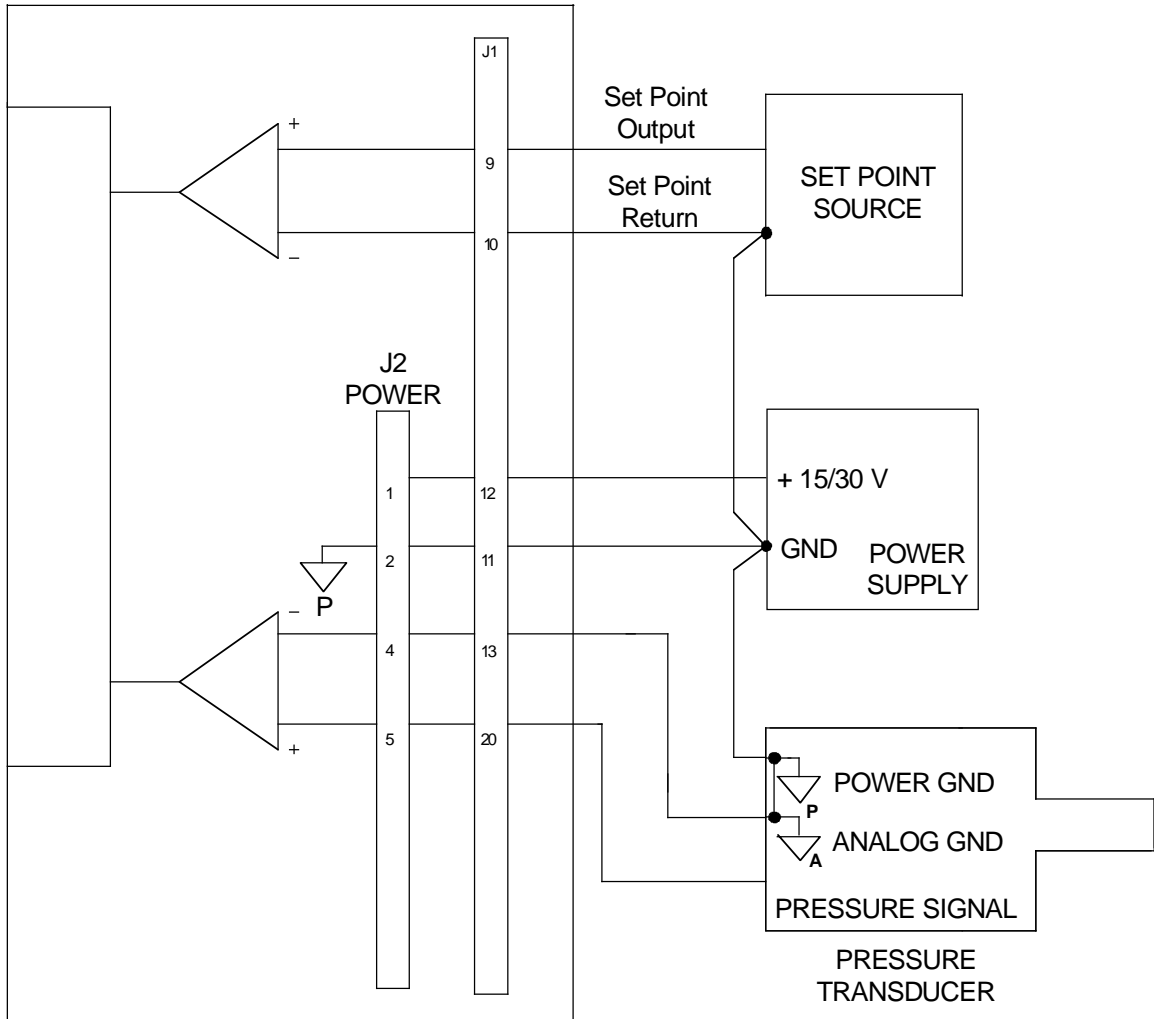 J1
Set Point
Output
+
9
SET POINT
SOURCE
Set Point
Return
10
–
J2
POWER
1
12
+ 15/30 V
2
11
GND
POWER
SUPPLY
P
–
4
13
+
5
20
POWER GND
P
ANALOG GND
A
PRESSURE SIGNAL
PRESSURE
TRANSDUCER